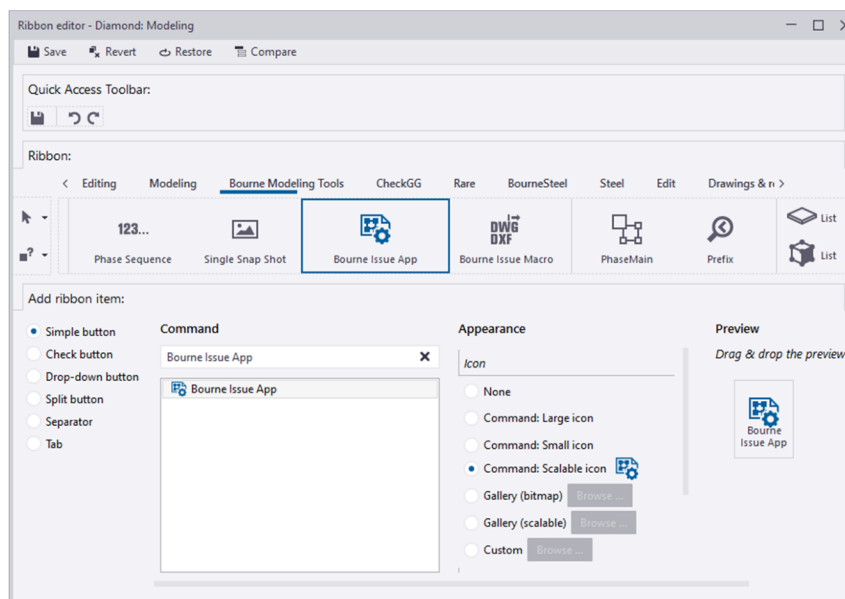 Ribbon editor - Diamond: Modeling
Save Revert Restore Compare
Quick Access Toolbar:
Ribbon:
Editing Modeling Bourne Modeling Tools CheckGG Rare BourneSteel Steel Edit Drawings & r
123... DWG List
DXF
Phase Sequence Single Snap Shot Bourne Issue App Bourne Issue Macro PhaseMain Prefix List
Add ribbon item:
Simple button Command Appearance Preview
Check button Bourne Issue App Icon Drag & drop the preview
Drop-down button
Split button Bourne Issue App None
Separator Command: Large icon
Tab Command: Small icon
Bourne
Issue App
Command: Scalable icon
Gallery (bitmap) Browse ...
Gallery (scalable) Browse ...
Custom Browse ...